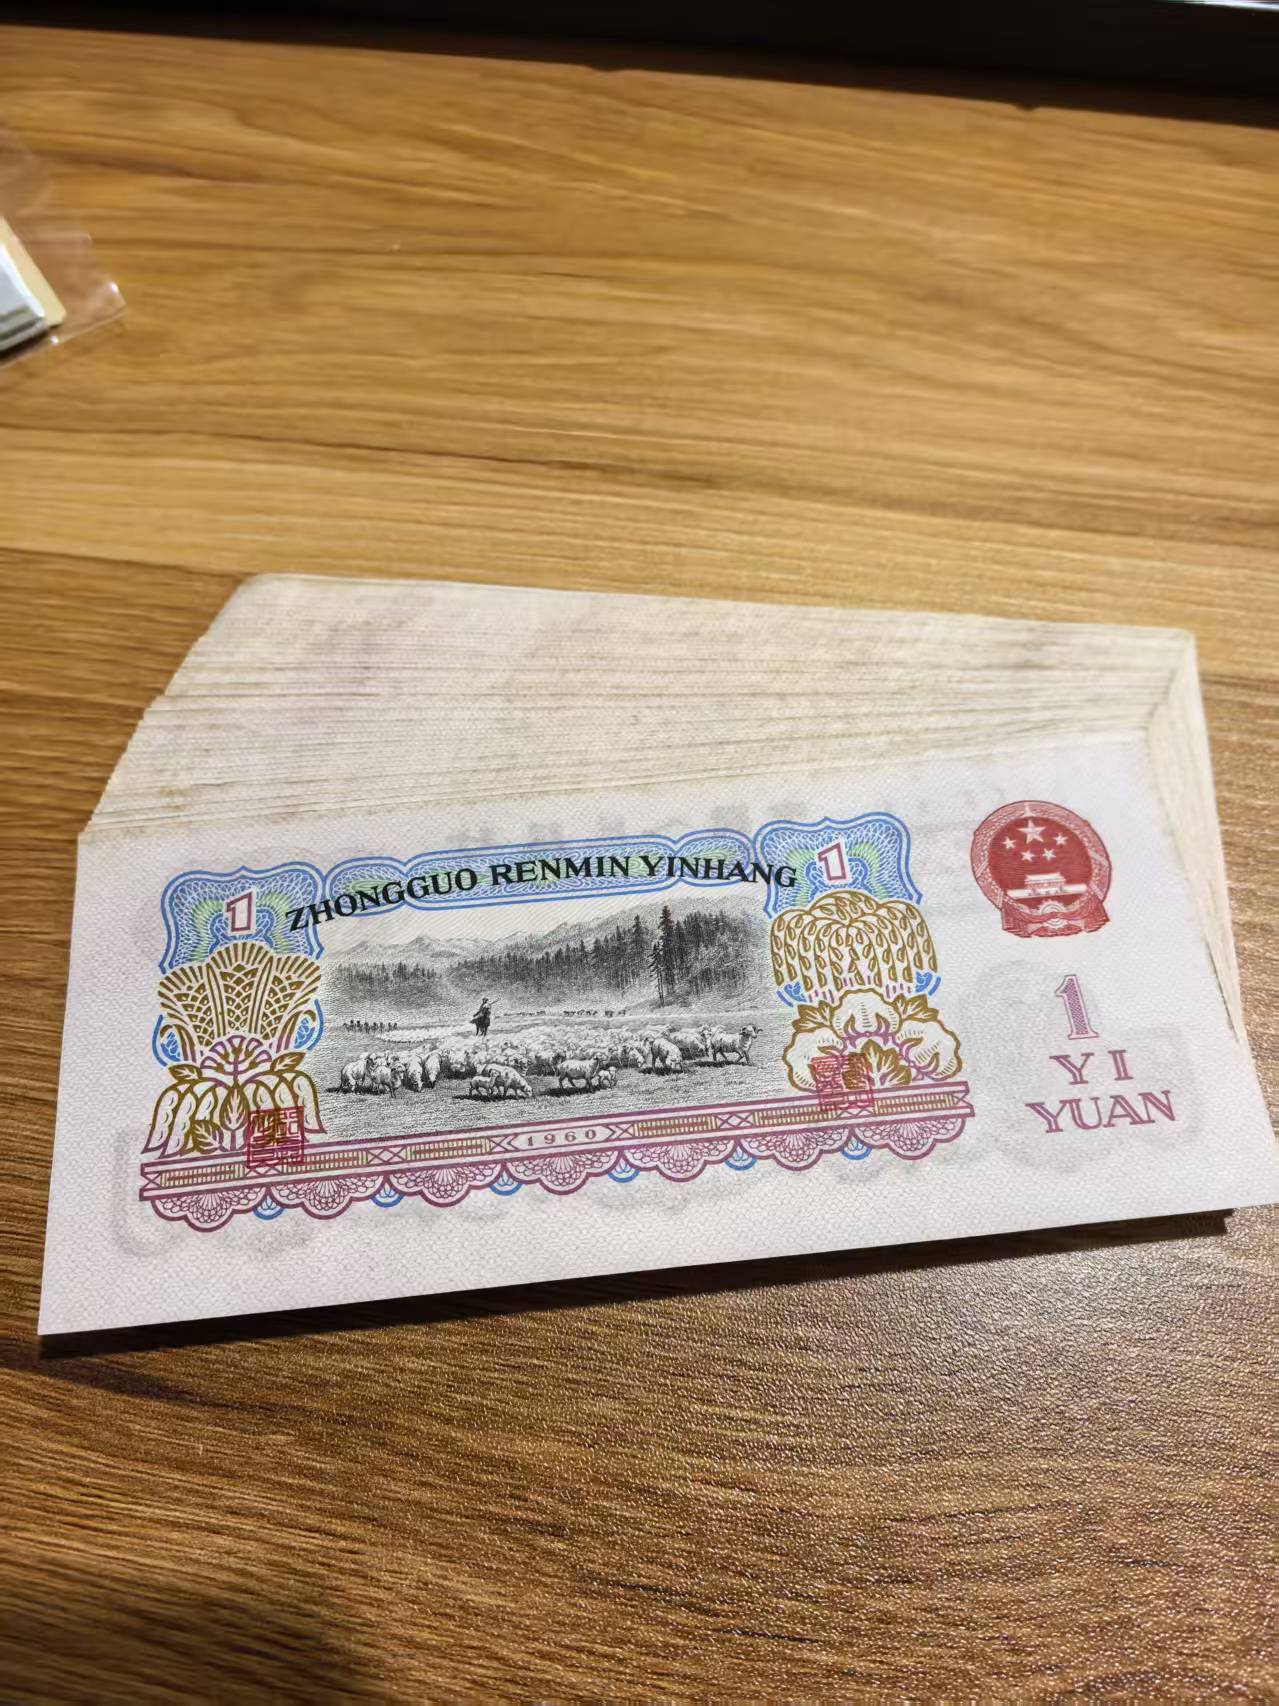 ZHONGGUO RENMIN YINHANG
1
1
1960
1
YI
YUAN